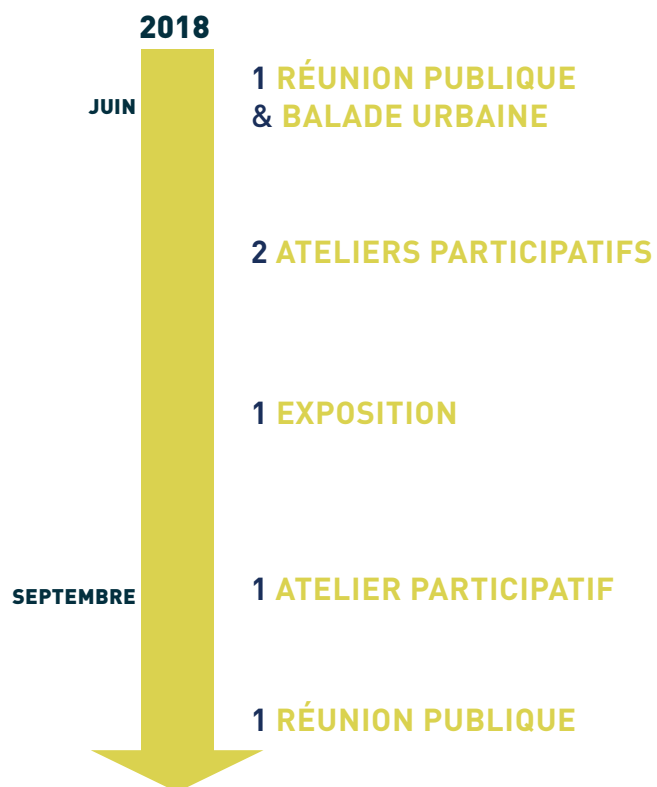 2018
JUIN
1 RÉUNION PUBLIQUE
& BALADE URBAINE
2 ATELIERS PARTICIPATIFS
1 EXPOSITION
SEPTEMBRE
1 ATELIER PARTICIPATIF
1 RÉUNION PUBLIQUE